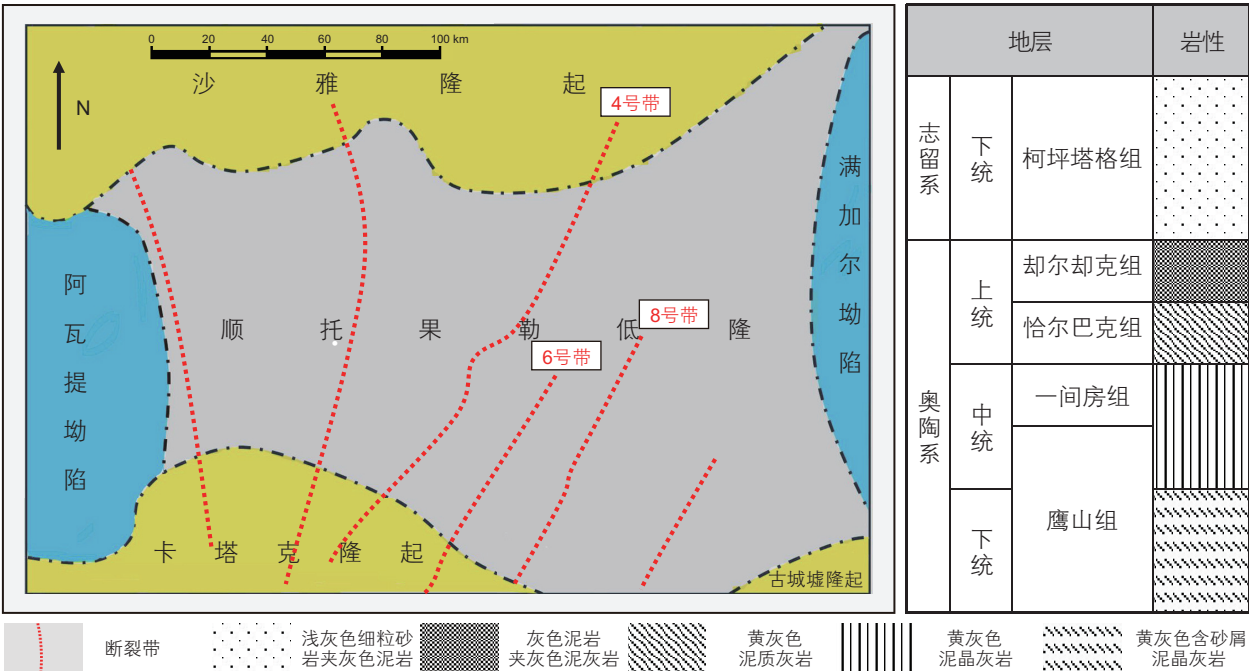 0 20 40 60 80 100 km
N
沙雅隆起
4号带
满加尔坳陷
阿瓦提坳陷
顺托果勒低隆
8号带
6号带
卡塔克隆起
古城墟隆起
地层 岩性
志留系 下统 柯坪塔格组
奥陶系 上统 却尔却克组
恰尔巴克组
中统 一间房组
下统 鹰山组
断裂带
浅灰色细粒砂
岩夹灰色泥岩
灰色泥岩
夹灰色泥灰岩
黄灰色
泥质灰岩
黄灰色
泥晶灰岩
黄灰色含砂屑
泥晶灰岩